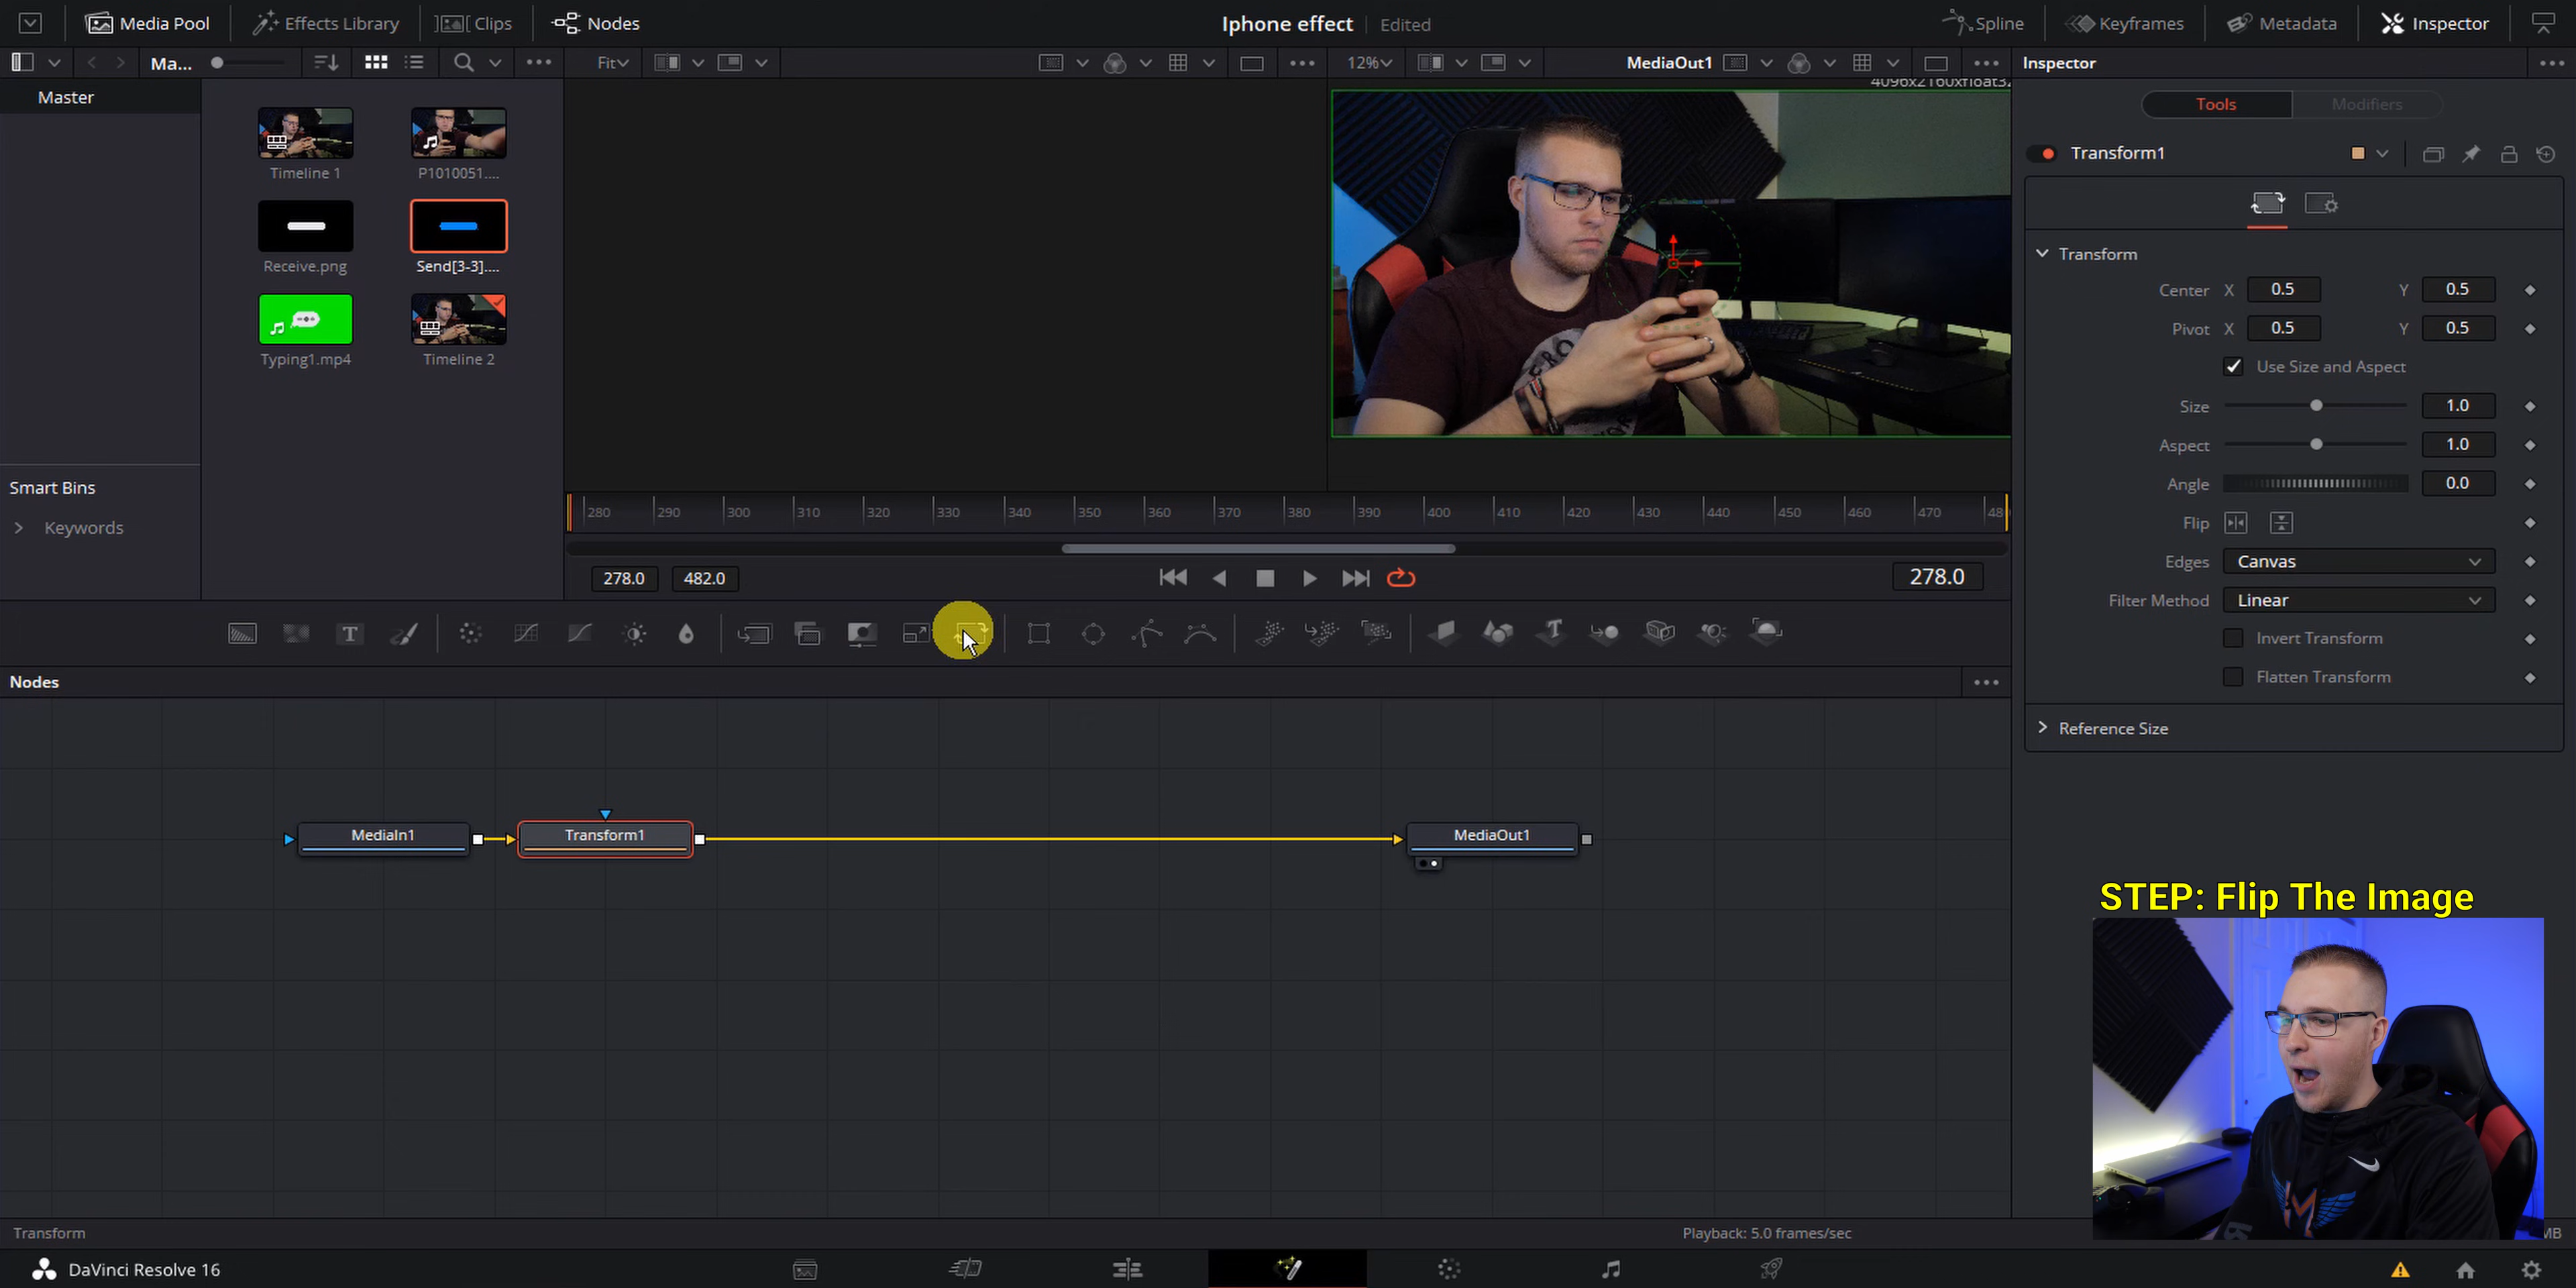 Media Pool
Effects Library
Clips
Nodes
Iphone effect
Edited
Spline
Keyframes
Metadata
Inspector
Ma...
Fit
12%
MediaOut1
Inspector
Master
4096x2160xfloat32
Tools
Modifiers
Timeline 1
P1010051....
Transform1
Receive.png
Send[3-3]....
Transform
Center X 0.5 Y 0.5
Pivot X 0.5 Y 0.5
Typing1.mp4
Timeline 2
Use Size and Aspect
Size 1.0
Aspect 1.0
Smart Bins
Angle 0.0
Keywords
280 290 300 310 320 330 340 350 360 370 380 390 400 410 420 430 440 450 460 470 48
Flip
Edges Canvas
278.0 482.0
278.0
Filter Method Linear
Invert Transform
Flatten Transform
Nodes
Reference Size
MediaIn1
Transform1
MediaOut1
STEP: Flip The Image
Transform
Playback: 5.0 frames/sec
MB
DaVinci Resolve 16